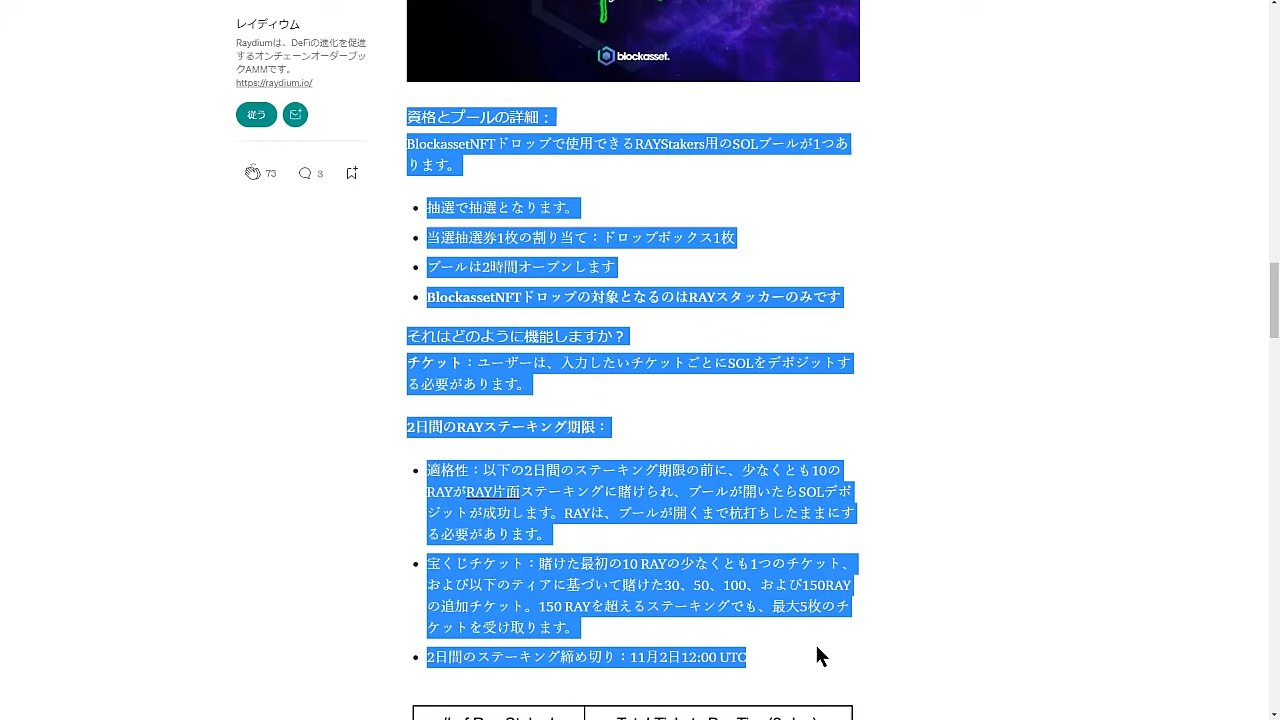 レイディウム
Raydiumは、DeFiの進化を促進
するオンチェーンオーダーブッ
クAMMです。
https://raydium.io/
従う
73
3
blockasset.
資格とプールの詳細：
BlockassetNFTドロップで使用できるRAYStakers用のSOLプールが1つあ
ります。
抽選で抽選となります。
当選抽選券1枚の割り当て：ドロップボックス1枚
プールは2時間オープンします
BlockassetNFTドロップの対象となるのはRAYスタッカーのみです
それはどのように機能しますか？
チケット：ユーザーは、入力したいチケットごとにSOLをデポジットす
る必要があります。
2日間のRAYステーキング期限：
適格性：以下の2日間のステーキング期限の前に、少なくとも10の
RAYがRAY片面ステーキングに賭けられ、プールが開いたらSOLデポ
ジットが成功します。RAYは、プールが開くまで杭打ちしたままにす
る必要があります。
宝くじチケット：賭けた最初の10 RAYの少なくとも1つのチケット、
および以下のティアに基づいて賭けた30、50、100、および150RAY
の追加チケット。150 RAYを超えるステーキングでも、最大5枚のチ
ケットを受け取ります。
2日間のステーキング締め切り：11月2日12:00 UTC